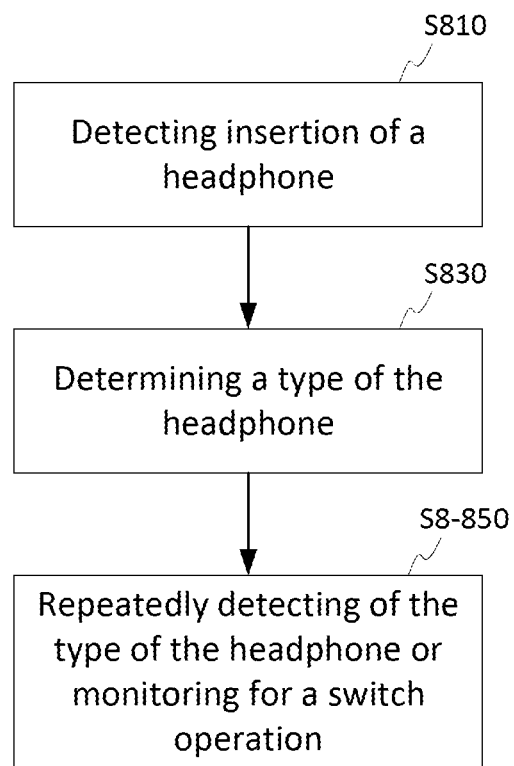 S810
Detecting insertion of a
headphone
S830
Determining a type of the
headphone
S8-850
Repeatedly detecting of the
type of the headphone or
monitoring for a switch
operation